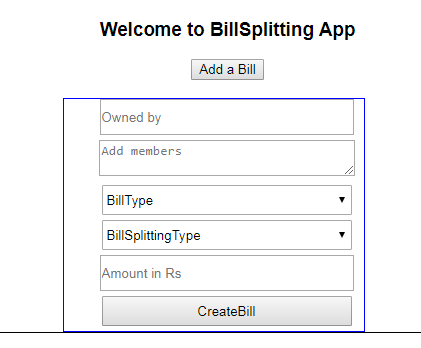 Welcome to BillSplitting App
Add a Bill
Owned by
Add members
BillType
BillSplittingType
Amount in Rs
CreateBill